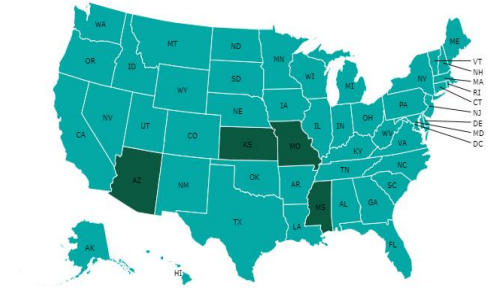 WA
MT
ND
MN
ME
VT
NH
MA
RI
CT
NJ
DE
MD
DC
OR
ID
SD
WI
MI
NY
WY
IA
PA
NE
NV
UT
CO
IL
IN
OH
WV
VA
CA
KS
MO
KY
NC
TN
AZ
NM
OK
AR
SC
MS
AL
GA
TX
LA
FL
AK
HI